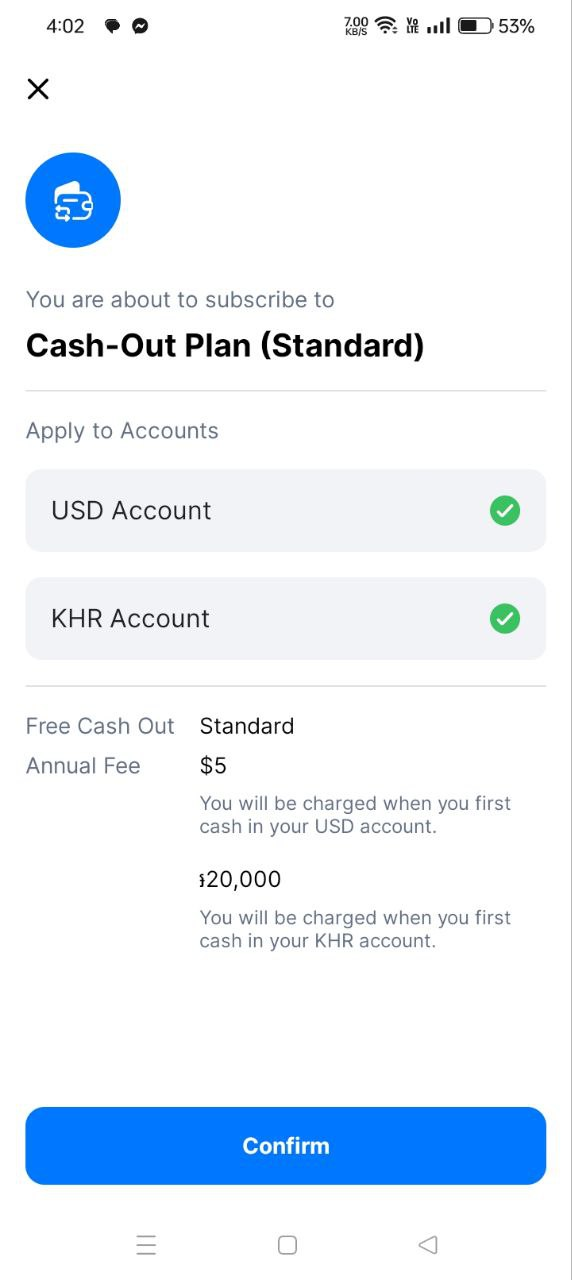 4:02
7.00
KB/S
Vo
LTE
53%
You are about to subscribe to
Cash-Out Plan (Standard)
Apply to Accounts
USD Account
KHR Account
Free Cash Out Standard
Annual Fee $5
You will be charged when you first
cash in your USD account.
៛20,000
You will be charged when you first
cash in your KHR account.
Confirm